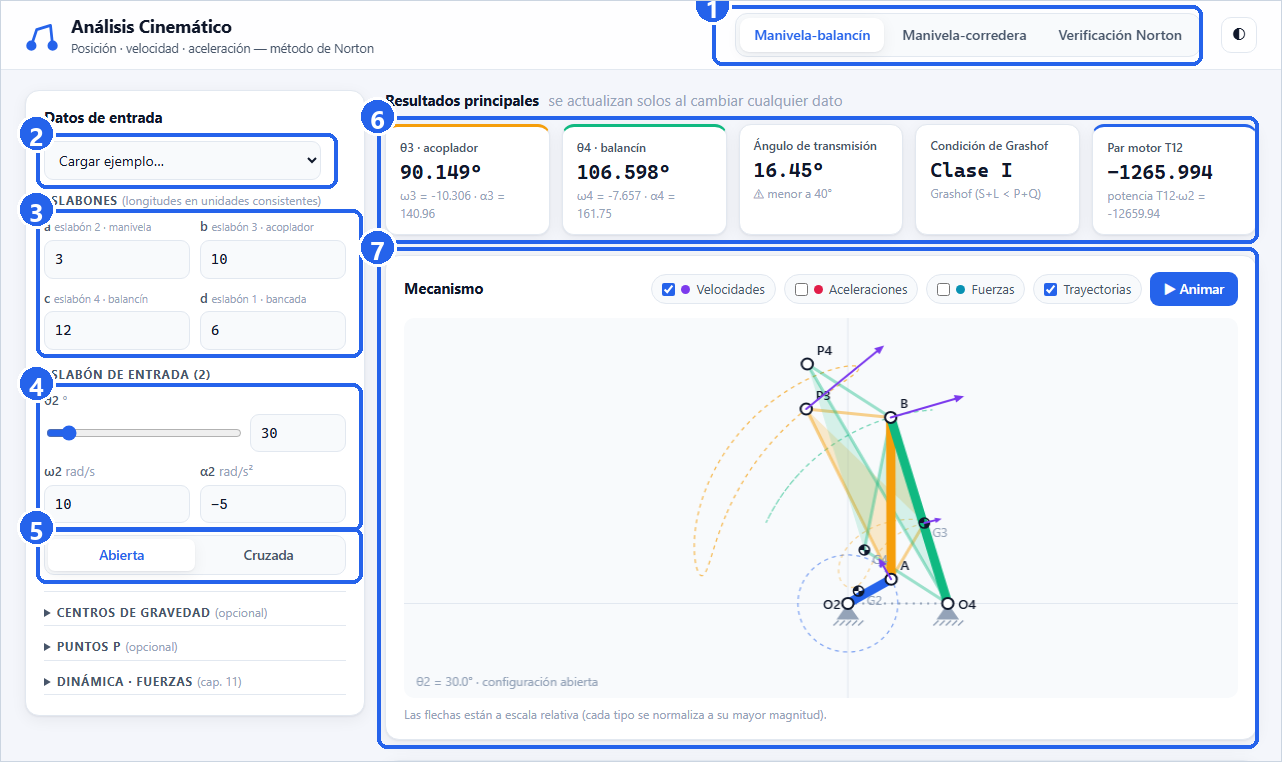 Análisis Cinemático
Posición · velocidad · aceleración — método de Norton
1
Manivela-balancín
Manivela-corredera
Verificación Norton
Datos de entrada
2
Cargar ejemplo...
3
ESLABONES (longitudes en unidades consistentes)
a eslabón 2 · manivela
b eslabón 3 · acoplador
3
10
c eslabón 4 · balancín
d eslabón 1 · bancada
12
6
4
ESLABÓN DE ENTRADA (2)
θ2 °
30
ω2 rad/s
α2 rad/s²
10
−5
5
Abierta
Cruzada
▶ CENTROS DE GRAVEDAD (opcional)
▶ PUNTOS P (opcional)
▶ DINÁMICA · FUERZAS (cap. 11)
Resultados principales se actualizan solos al cambiar cualquier dato
6
θ3 · acoplador
90.149°
ω3 = -10.306 · α3 =
140.96
θ4 · balancín
106.598°
ω4 = -7.657 · α4 =
161.75
Ángulo de transmisión
16.45°
⚠ menor a 40°
Condición de Grashof
Clase I
Grashof (S+L < P+Q)
Par motor T12
−1265.994
potencia T12·ω2 =
-12659.94
7
Mecanismo
Velocidades
Aceleraciones
Fuerzas
Trayectorias
▶ Animar
P4
P3
B
G3
G4
A
G2
O2
O4
θ2 = 30.0° · configuración abierta
Las flechas están a escala relativa (cada tipo se normaliza a su mayor magnitud).